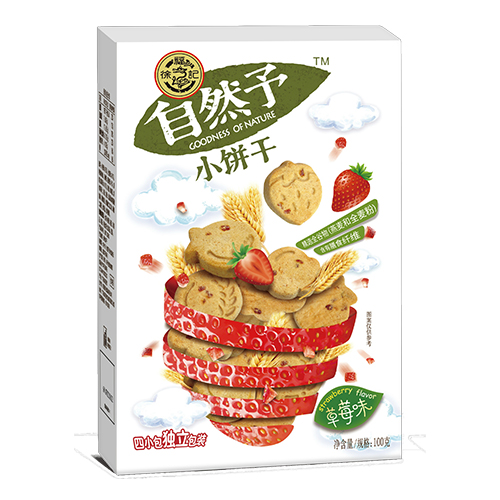 徐 福 記
TM
自然予
GOODNESS OF NATURE
小饼干
精选全谷物(燕麦和全麦粉)
含有膳食纤维
图案仅供参考
strawberry flavor
草莓味
四小包独立包装
净含量/规格:100克